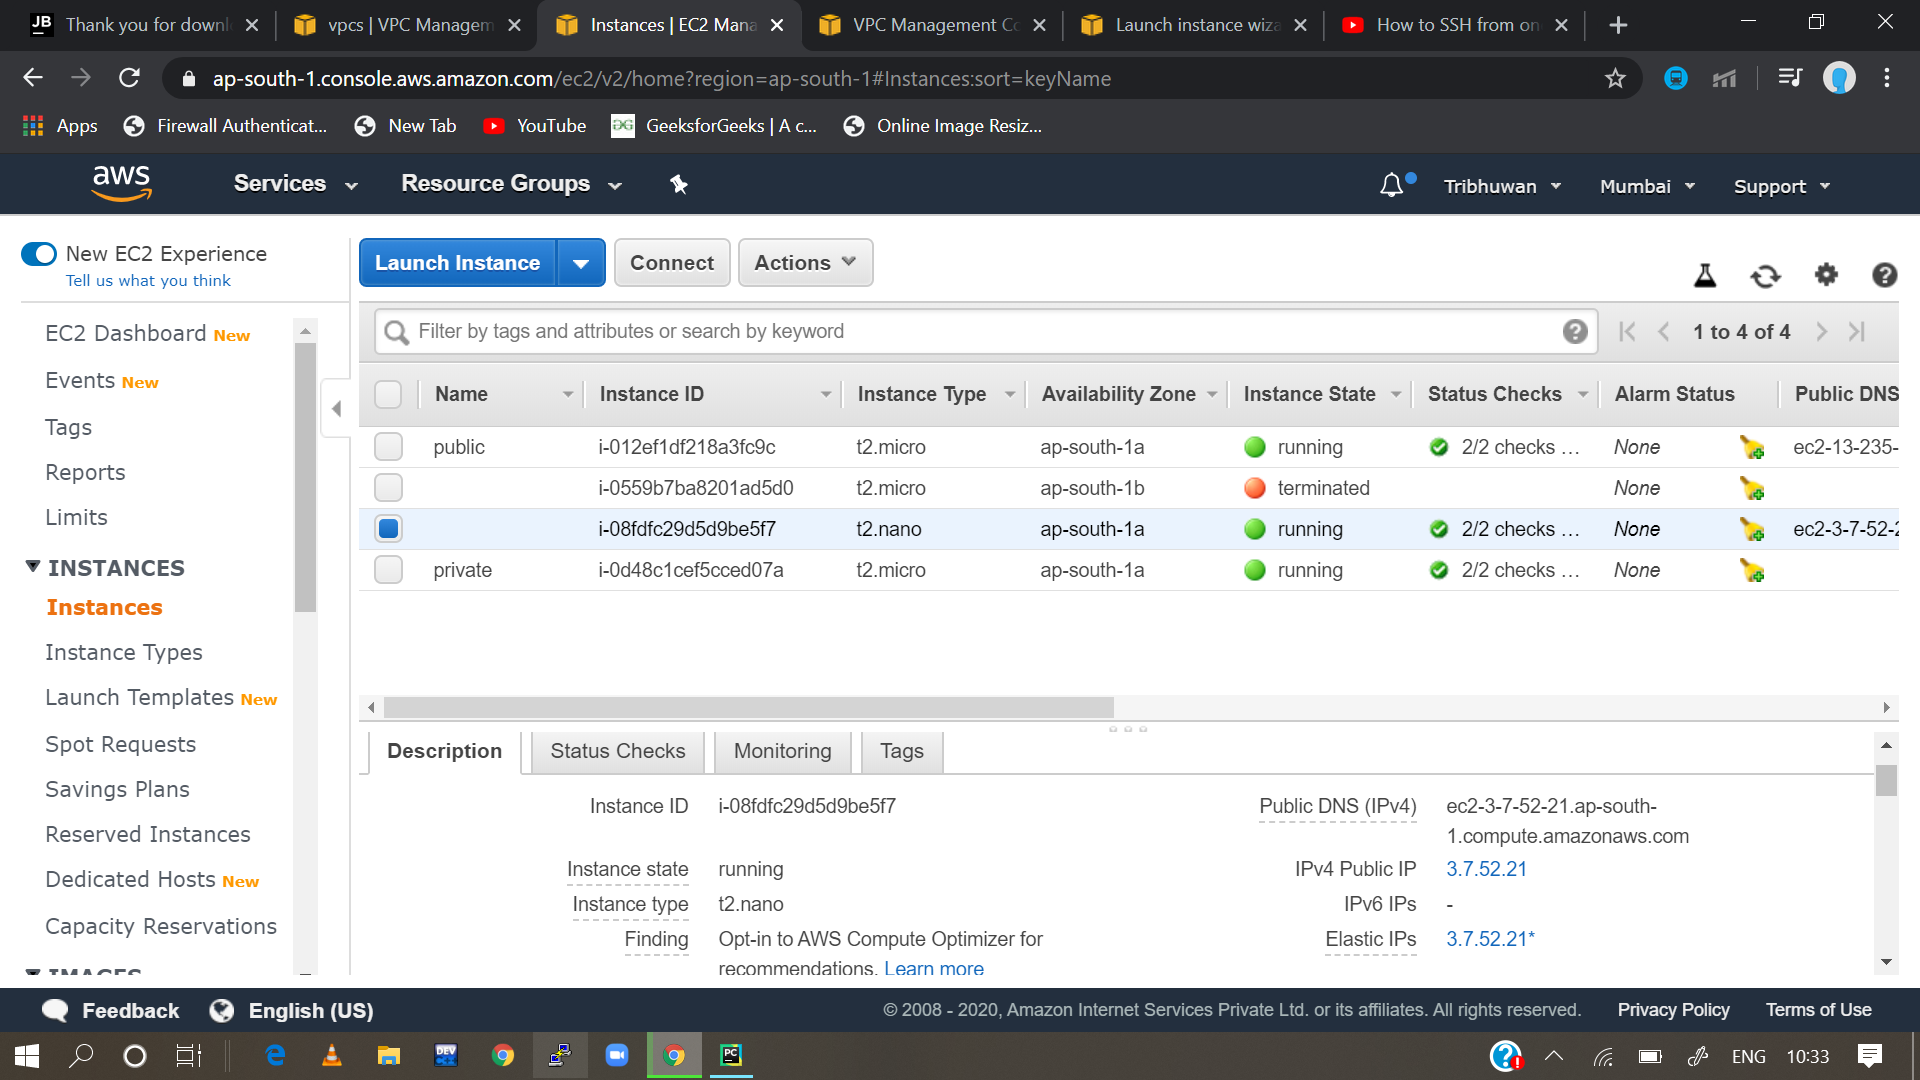 JB Thank you for downl
vpcs | VPC Managem
Instances | EC2 Mana
VPC Management Co
Launch instance wiza
How to SSH from on
ap-south-1.console.aws.amazon.com/ec2/v2/home?region=ap-south-1#Instances:sort=keyName
Apps Firewall Authenticat... New Tab YouTube GeeksforGeeks | A c... Online Image Resiz...
aws Services Resource Groups Tribhuwan Mumbai Support
New EC2 Experience
Tell us what you think
EC2 Dashboard New
Events New
Tags
Reports
Limits
INSTANCES
Instances
Instance Types
Launch Templates New
Spot Requests
Savings Plans
Reserved Instances
Dedicated Hosts New
Capacity Reservations
IMAGES
Launch Instance Connect Actions
Filter by tags and attributes or search by keyword 1 to 4 of 4
Name Instance ID Instance Type Availability Zone Instance State Status Checks Alarm Status Public DNS
public i-012ef1df218a3fc9c t2.micro ap-south-1a running 2/2 checks ... None ec2-13-235-
i-0559b7ba8201ad5d0 t2.micro ap-south-1b terminated None
i-08fdfc29d5d9be5f7 t2.nano ap-south-1a running 2/2 checks ... None ec2-3-7-52-2
private i-0d48c1cef5cced07a t2.micro ap-south-1a running 2/2 checks ... None
Description Status Checks Monitoring Tags
Instance ID i-08fdfc29d5d9be5f7
Instance state running
Instance type t2.nano
Finding Opt-in to AWS Compute Optimizer for
recommendations. Learn more
Public DNS (IPv4) ec2-3-7-52-21.ap-south-
1.compute.amazonaws.com
IPv4 Public IP 3.7.52.21
IPv6 IPs -
Elastic IPs 3.7.52.21*
Feedback English (US) © 2008 - 2020, Amazon Internet Services Private Ltd. or its affiliates. All rights reserved. Privacy Policy Terms of Use
DEV PC ENG 10:33